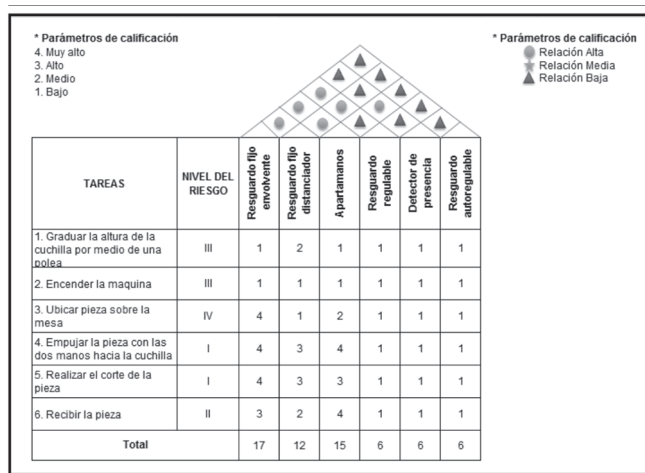 * Parámetros de calificación
4. Muy alto
3. Alto
2. Medio
1. Bajo
* Parámetros de calificación
Relación Alta
Relación Media
Relación Baja
TAREAS
NIVEL DEL
RIESGO
Resguardo fijo
envolvente
Resguardo fijo
distanciador
Apartamanos
Resguardo
regulable
Detector de
presencia
Resguardo
autoregulable
1. Graduar la altura de la
cuchilla por medio de una
polea
III 1 2 1 1 1 1
2. Encender la maquina III 1 1 1 1 1 1
3. Ubicar pieza sobre la
mesa
IV 4 1 2 1 1 1
4. Empujar la pieza con las
dos manos hacia la cuchilla
I 4 3 4 1 1 1
5. Realizar el corte de la
pieza
I 4 3 3 1 1 1
6. Recibir la pieza II 3 2 4 1 1 1
Total 17 12 15 6 6 6